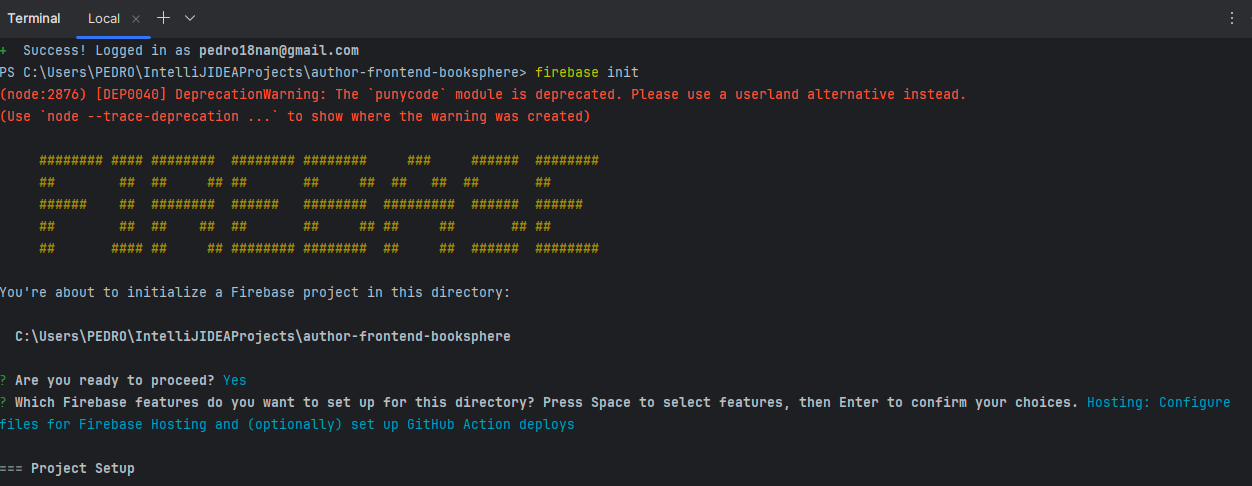 Terminal Local × + ⌄ ⋮
+  Success! Logged in as pedro18nan@gmail.com
PS C:\Users\PEDRO\IntelliJIDEAProjects\author-frontend-booksphere> firebase init
(node:2876) [DEP0040] DeprecationWarning: The `punycode` module is deprecated. Please use a userland alternative instead.
(Use `node --trace-deprecation ...` to show where the warning was created)
     ######## #### ########  ######## ########     ###     ######  ########
     ##        ##  ##     ## ##       ##     ##  ##   ##  ##       ##
     ######    ##  ########  ######   ########  #########  ######  ######
     ##        ##  ##    ##  ##       ##     ## ##     ##       ## ##
     ##       #### ##     ## ######## ########  ##     ##  ######  ########
You're about to initialize a Firebase project in this directory:
  C:\Users\PEDRO\IntelliJIDEAProjects\author-frontend-booksphere
? Are you ready to proceed? Yes
? Which Firebase features do you want to set up for this directory? Press Space to select features, then Enter to confirm your choices. Hosting: Configure
files for Firebase Hosting and (optionally) set up GitHub Action deploys
=== Project Setup